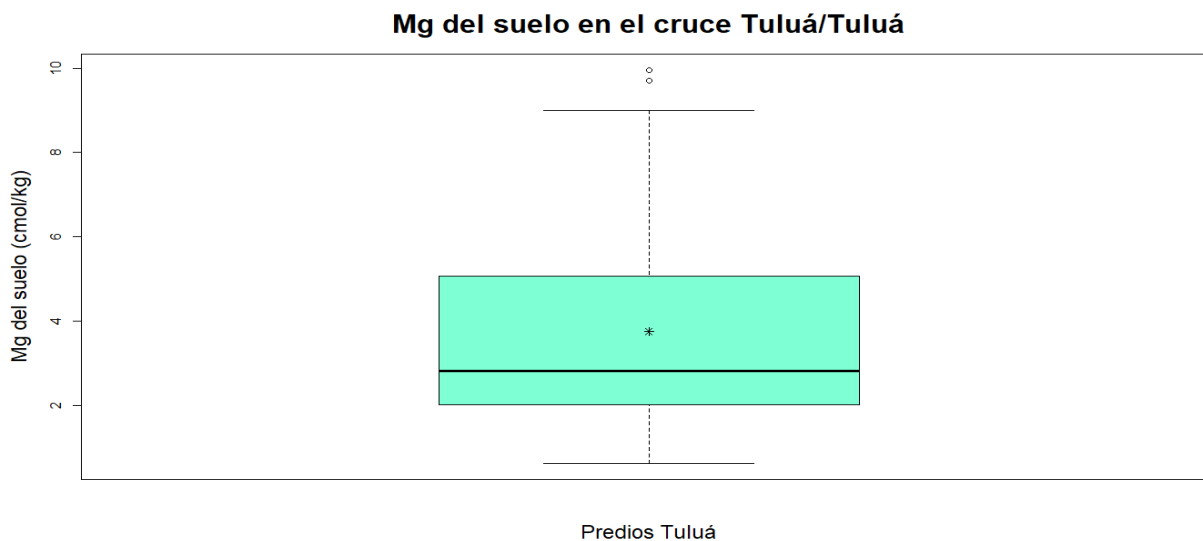 Mg del suelo en el cruce Tuluá/Tuluá
10
8
6
4
2
Mg del suelo (cmol/kg)
Predios Tuluá